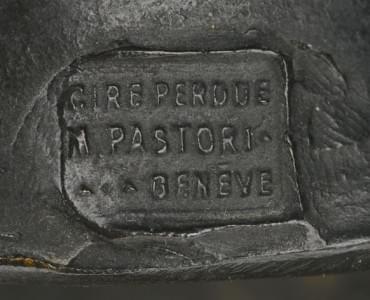 CIRE PERDUE
M. PASTORI
GENÈVE